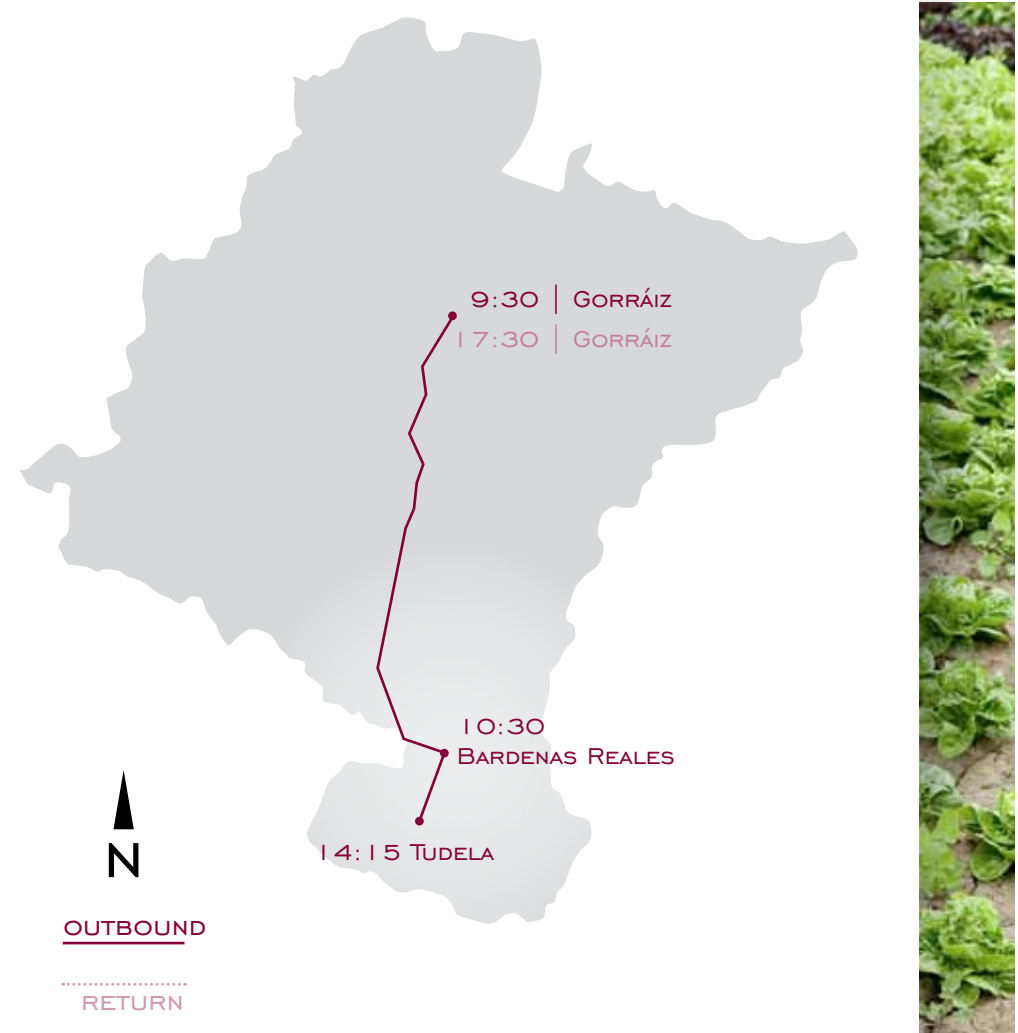 9:30 | Gorráiz
17:30 | Gorráiz
10:30
Bardenas Reales
14:15 Tudela
N
OUTBOUND
RETURN